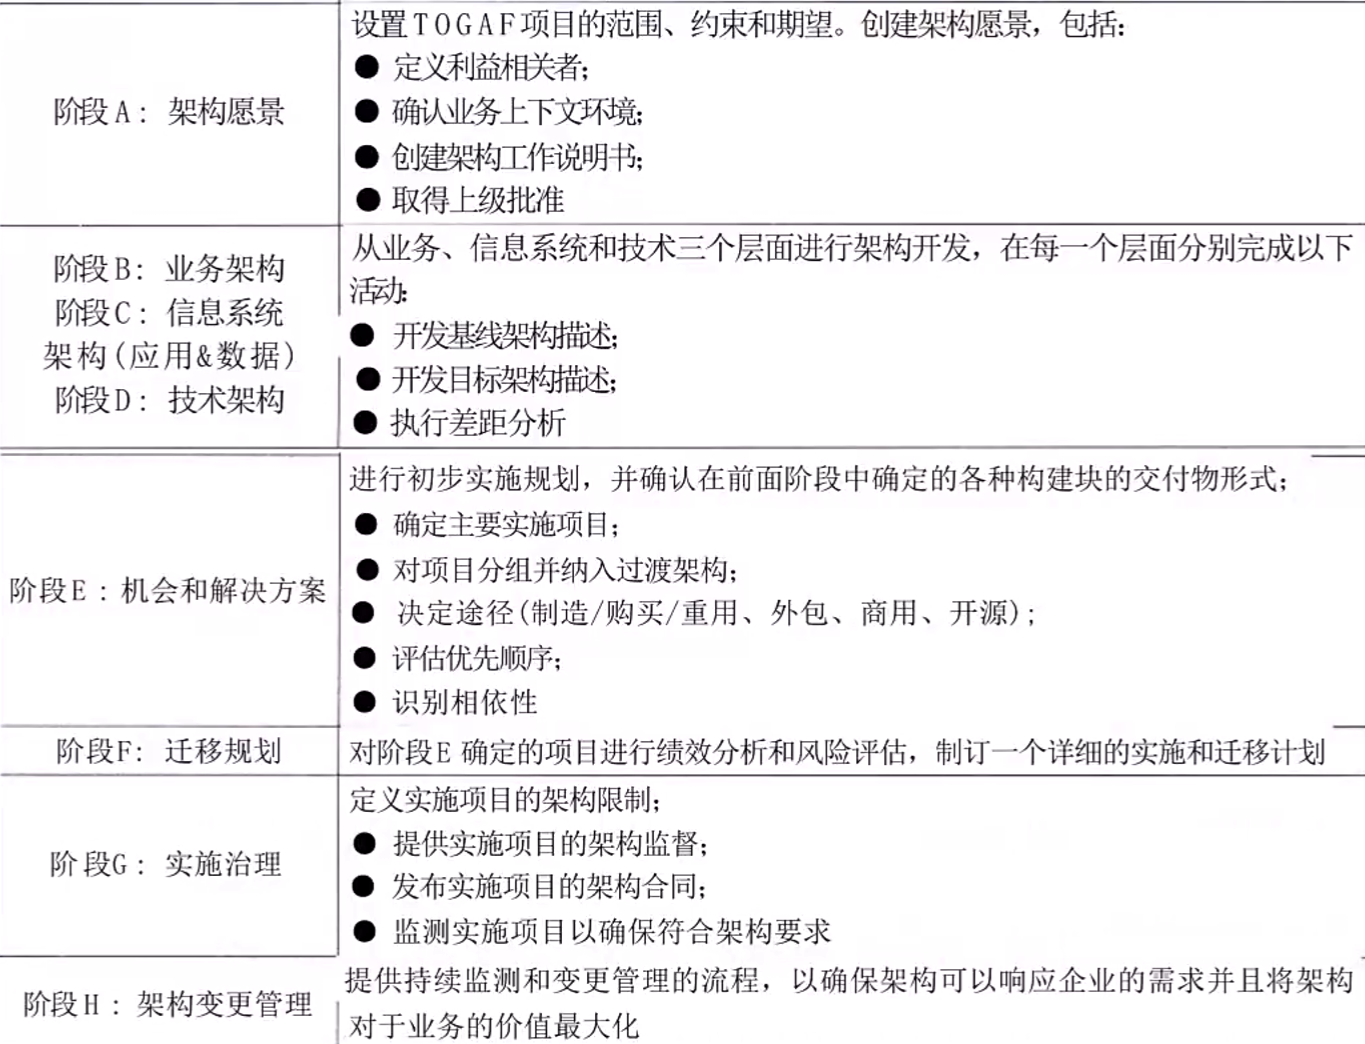 阶段A: 架构愿景
设置TOGAF项目的范围、约束和期望。创建架构愿景，包括:
● 定义利益相关者;
● 确认业务上下文环境;
● 创建架构工作说明书;
● 取得上级批准
阶段B: 业务架构
阶段C: 信息系统
架构(应用&数据)
阶段D: 技术架构
从业务、信息系统和技术三个层面进行架构开发，在每一个层面分别完成以下
活动:
● 开发基线架构描述;
● 开发目标架构描述;
● 执行差距分析
阶段E:机会和解决方案
进行初步实施规划，并确认在前面阶段中确定的各种构建块的交付物形式;
● 确定主要实施项目;
● 对项目分组并纳入过渡架构;
● 决定途径(制造/购买/重用、外包、商用、开源);
● 评估优先顺序;
● 识别相依性
阶段F: 迁移规划
对阶段E 确定的项目进行绩效分析和风险评估，制订一个详细的实施和迁移计划
阶段G: 实施治理
定义实施项目的架构限制;
● 提供实施项目的架构监督;
● 发布实施项目的架构合同;
● 监测实施项目以确保符合架构要求
阶段H:架构变更管理
提供持续监测和变更管理的流程，以确保架构可以响应企业的需求并且将架构
对于业务的价值最大化